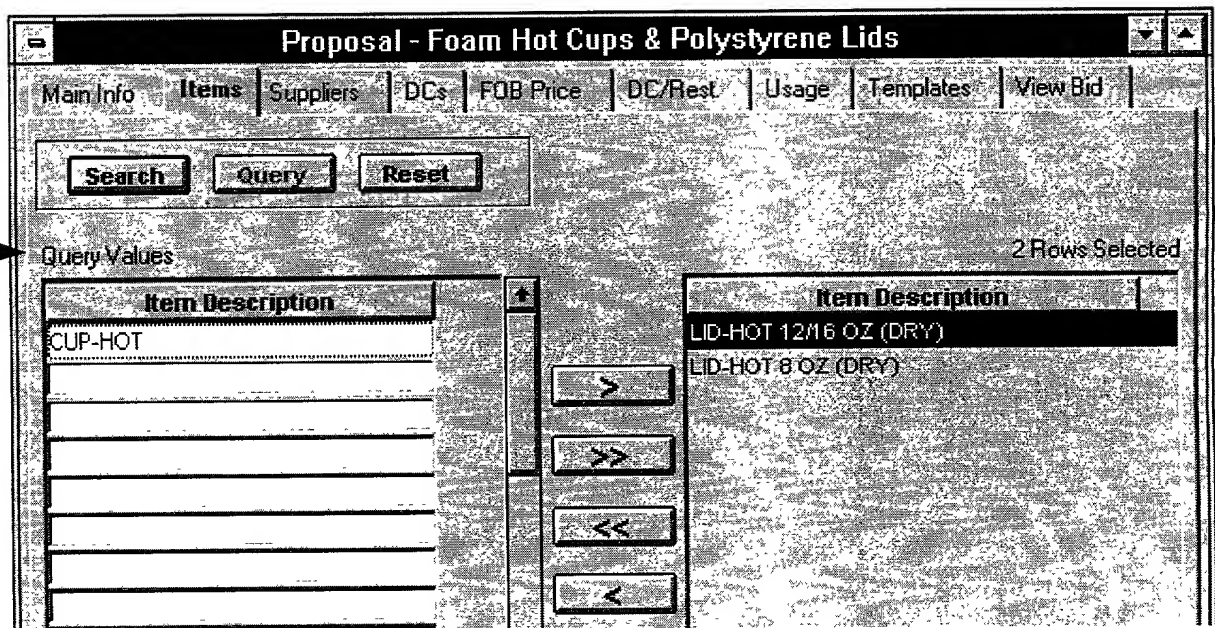 Proposal - Foam Hot Cups & Polystyrene Lids
Main Info Items Suppliers DCs FOB Price DC/Rest. Usage Templates View Bid
Search Query Reset
Query Values
2 Rows Selected
Item Description
CUP-HOT
>
>>
<<
<
Item Description
LID-HOT 12/16 OZ (DRY)
LID-HOT 8 OZ (DRY)